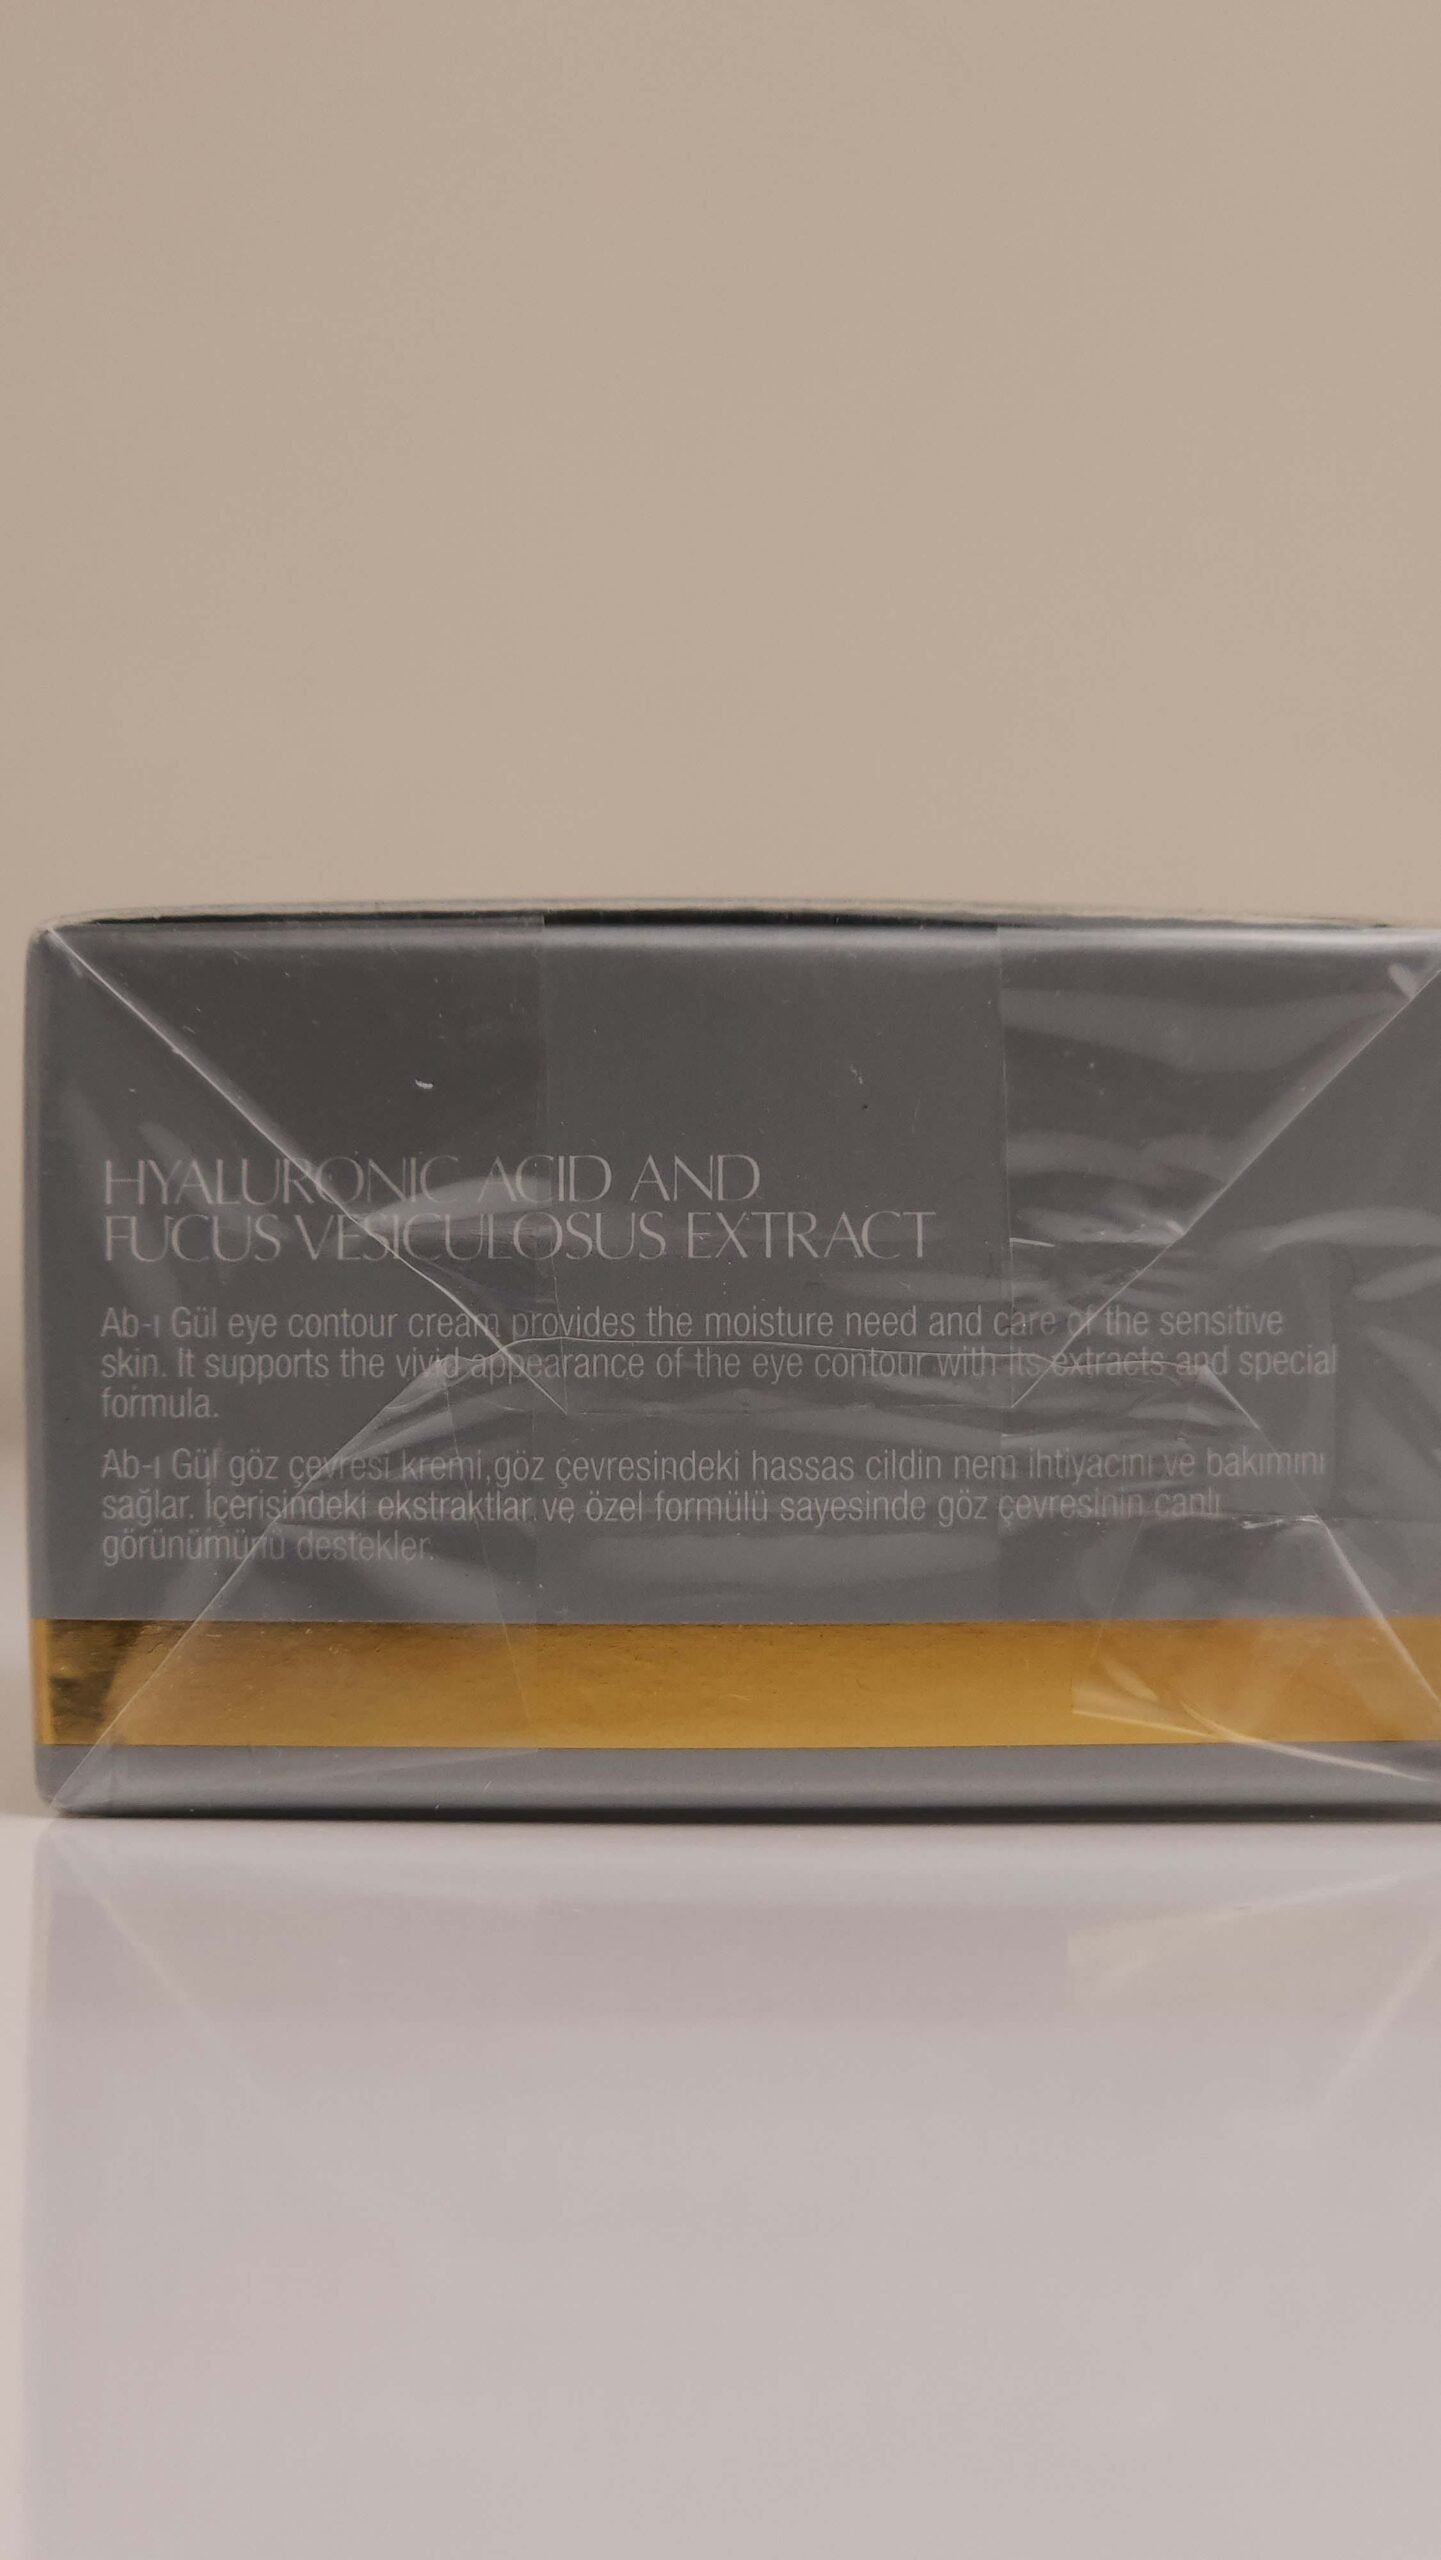 HYALURONIC ACID AND
FUCUS VESICULOSUS EXTRACT
Ab-ı Gül eye contour cream provides the moisture need and care of the sensitive
skin. It supports the vivid appearance of the eye contour with its extracts and special
formula.
Ab-ı Gül göz çevresi kremi,göz çevresindeki hassas cildin nem ihtiyacını ve bakımını
sağlar. İçerisindeki ekstraktlar ve özel formülü sayesinde göz çevresinin canlı
görünümünü destekler.